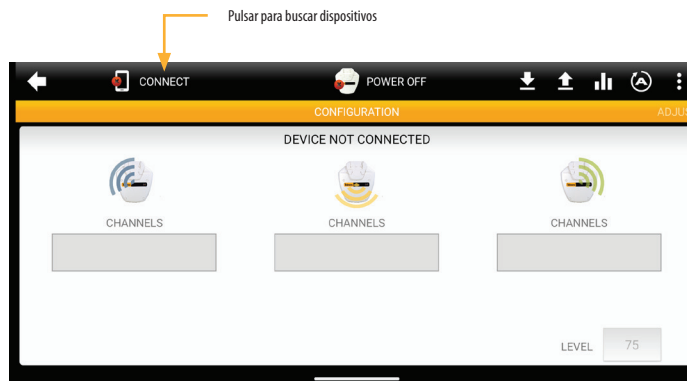 Pulsar para buscar dispositivos
CONNECT POWER OFF
CONFIGURATION ADJUS
DEVICE NOT CONNECTED
CHANNELS CHANNELS CHANNELS
LEVEL 75